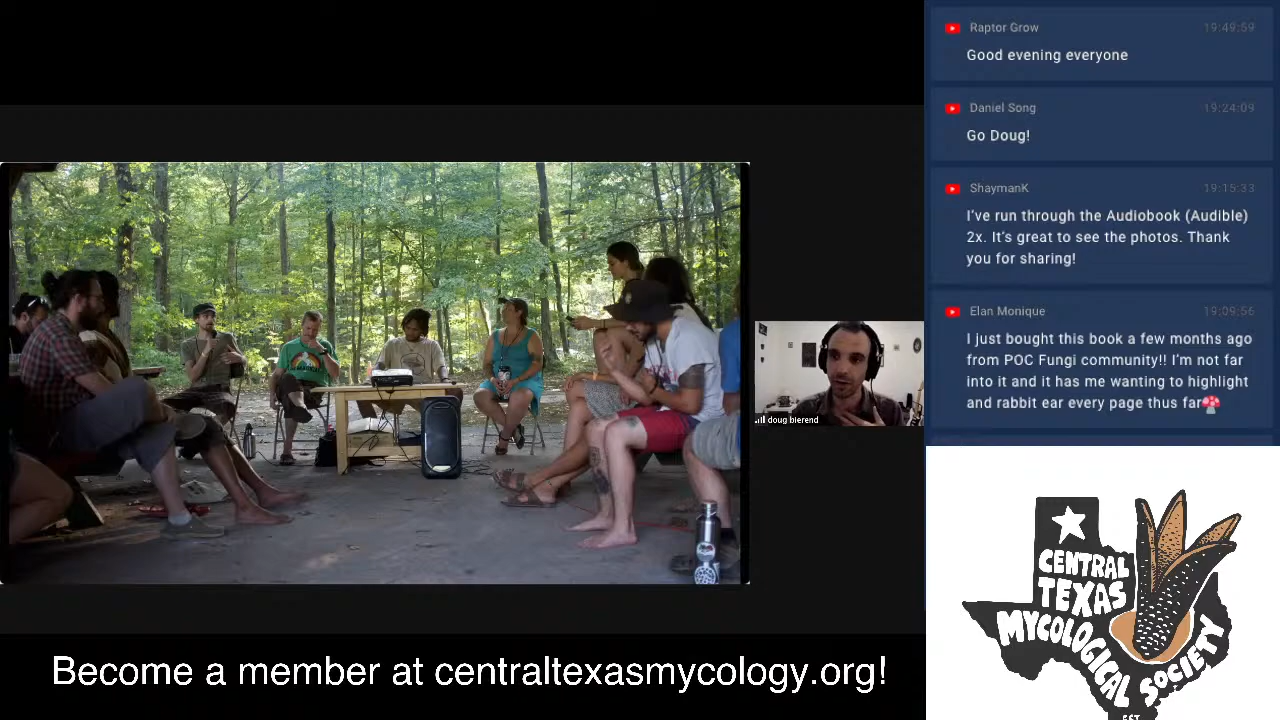 doug bierend
Become a member at centraltexasmycology.org!
Raptor Grow 19:49:59
Good evening everyone
Daniel Song 19:24:09
Go Doug!
ShaymanK 19:15:33
I've run through the Audiobook (Audible)
2x. It's great to see the photos. Thank
you for sharing!
Elan Monique 19:09:56
I just bought this book a few months ago
from POC Fungi community!! I'm not far
into it and it has me wanting to highlight
and rabbit ear every page thus far🍄
CENTRAL
TEXAS
MYCOLOGICAL
SOCIETY
EST